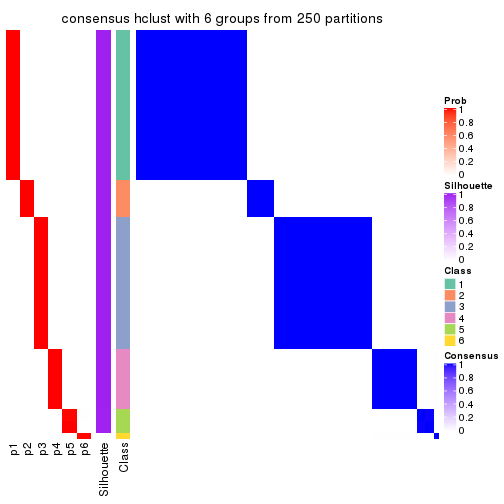 consensus hclust with 6 groups from 250 partitions
Prob
1
0.8
0.6
0.4
0.2
0
Silhouette
1
0.8
0.6
0.4
0.2
0
Class
1
2
3
4
5
6
Consensus
1
0.8
0.6
0.4
0.2
0
p1
p2
p3
p4
p5
p6
Silhouette
Class